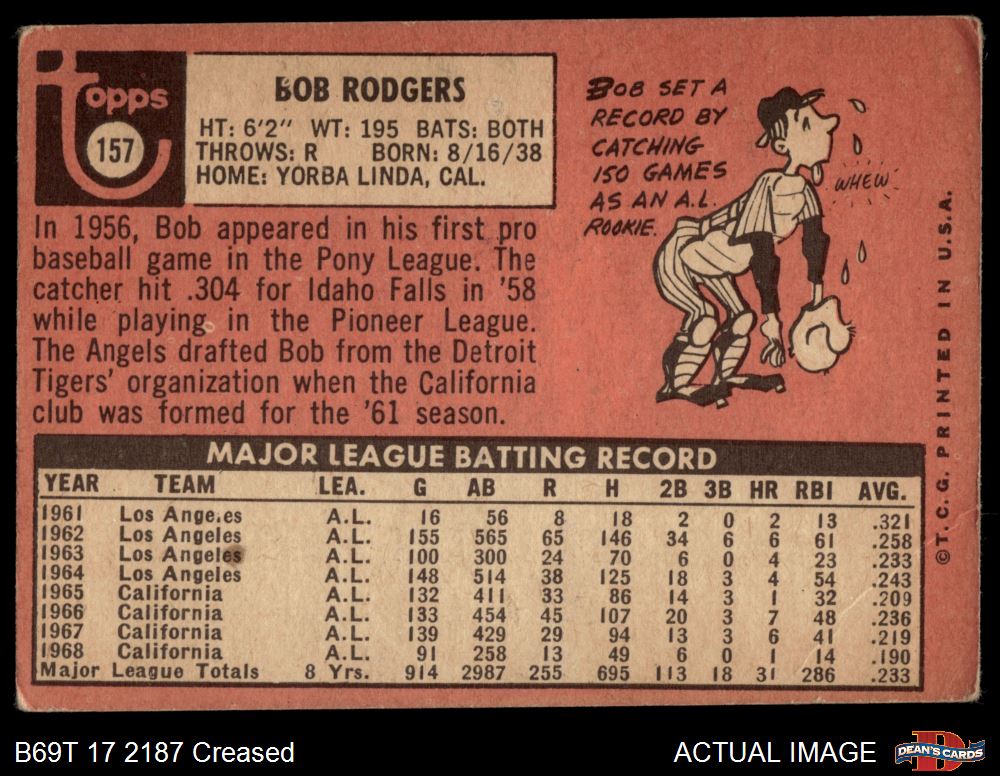 topps
157
BOB RODGERS
HT: 6'2" WT: 195 BATS: BOTH
THROWS: R BORN: 8/16/38
HOME: YORBA LINDA, CAL.
BOB SET A
RECORD BY
CATCHING
150 GAMES
AS AN A.L.
ROOKIE.
WHEW
In 1956, Bob appeared in his first pro
baseball game in the Pony League. The
catcher hit .304 for Idaho Falls in '58
while playing in the Pioneer League.
The Angels drafted Bob from the Detroit
Tigers' organization when the California
club was formed for the '61 season.
MAJOR LEAGUE BATTING RECORD
YEAR TEAM LEA. G AB R H 2B 3B HR RBI AVG.
1961 Los Angeles A.L. 16 56 8 18 2 0 2 13 .321
1962 Los Angeles A.L. 155 565 65 146 34 6 6 61 .258
1963 Los Angeles A.L. 100 300 24 70 6 0 4 23 .233
1964 Los Angeles A.L. 148 514 38 125 18 3 4 54 .243
1965 California A.L. 132 411 33 86 14 3 1 32 .209
1966 California A.L. 133 454 45 107 20 3 7 48 .236
1967 California A.L. 139 429 29 94 13 3 6 41 .219
1968 California A.L. 91 258 13 49 6 0 1 14 .190
Major League Totals 8 Yrs. 914 2987 255 695 113 18 31 286 .233
©T.C.G. PRINTED IN U.S.A.
B69T 17 2187 Creased
ACTUAL IMAGE
D
DEAN'S CARDS